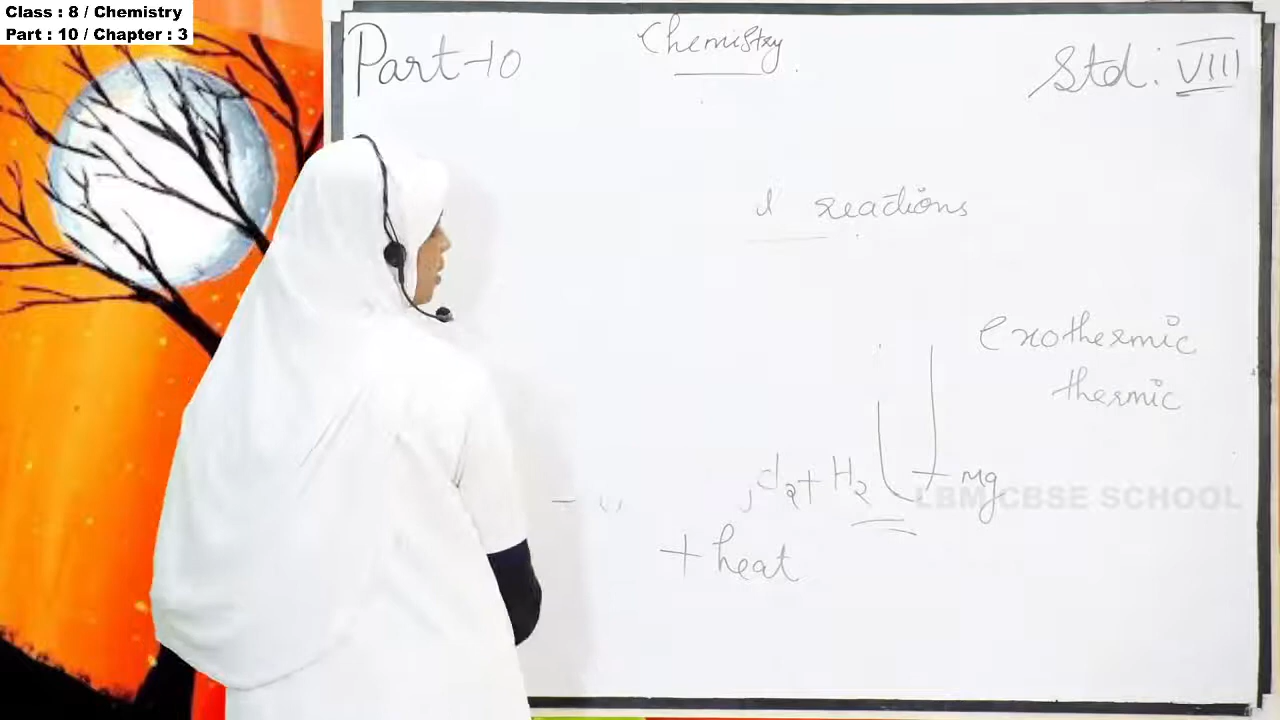 Class : 8 / Chemistry
Part : 10 / Chapter : 3
Part-10
Chemistry
Std: VIII
reactions
Exothermic
thermic
+ H2
Mg
LBM CBSE SCHOOL
+ heat